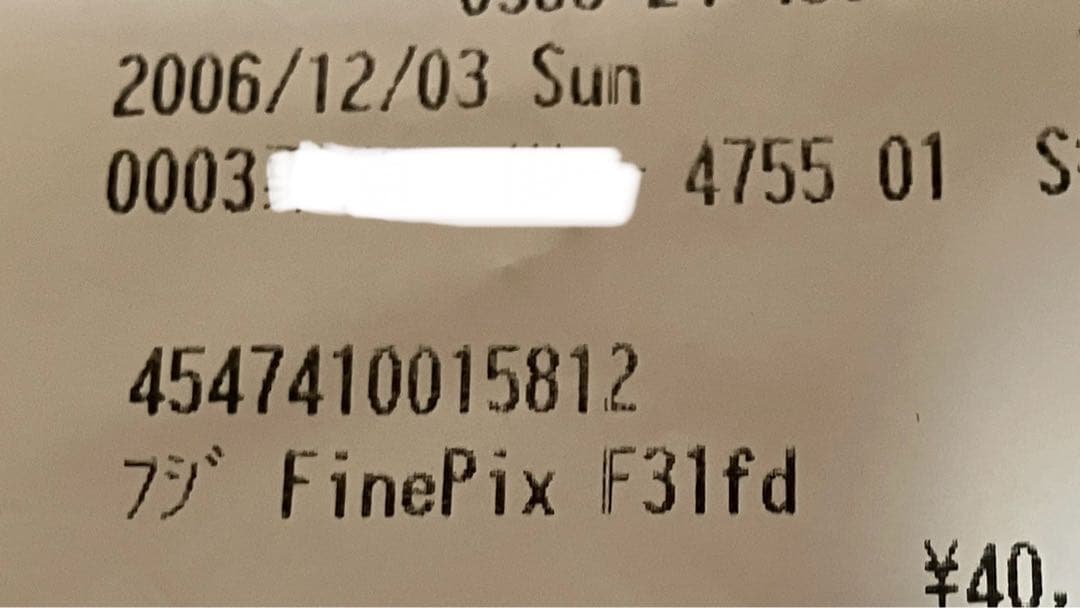 2006/12/03 Sun
0003 4755 01 S
4547410015812
フジ FinePix F31fd
¥40,